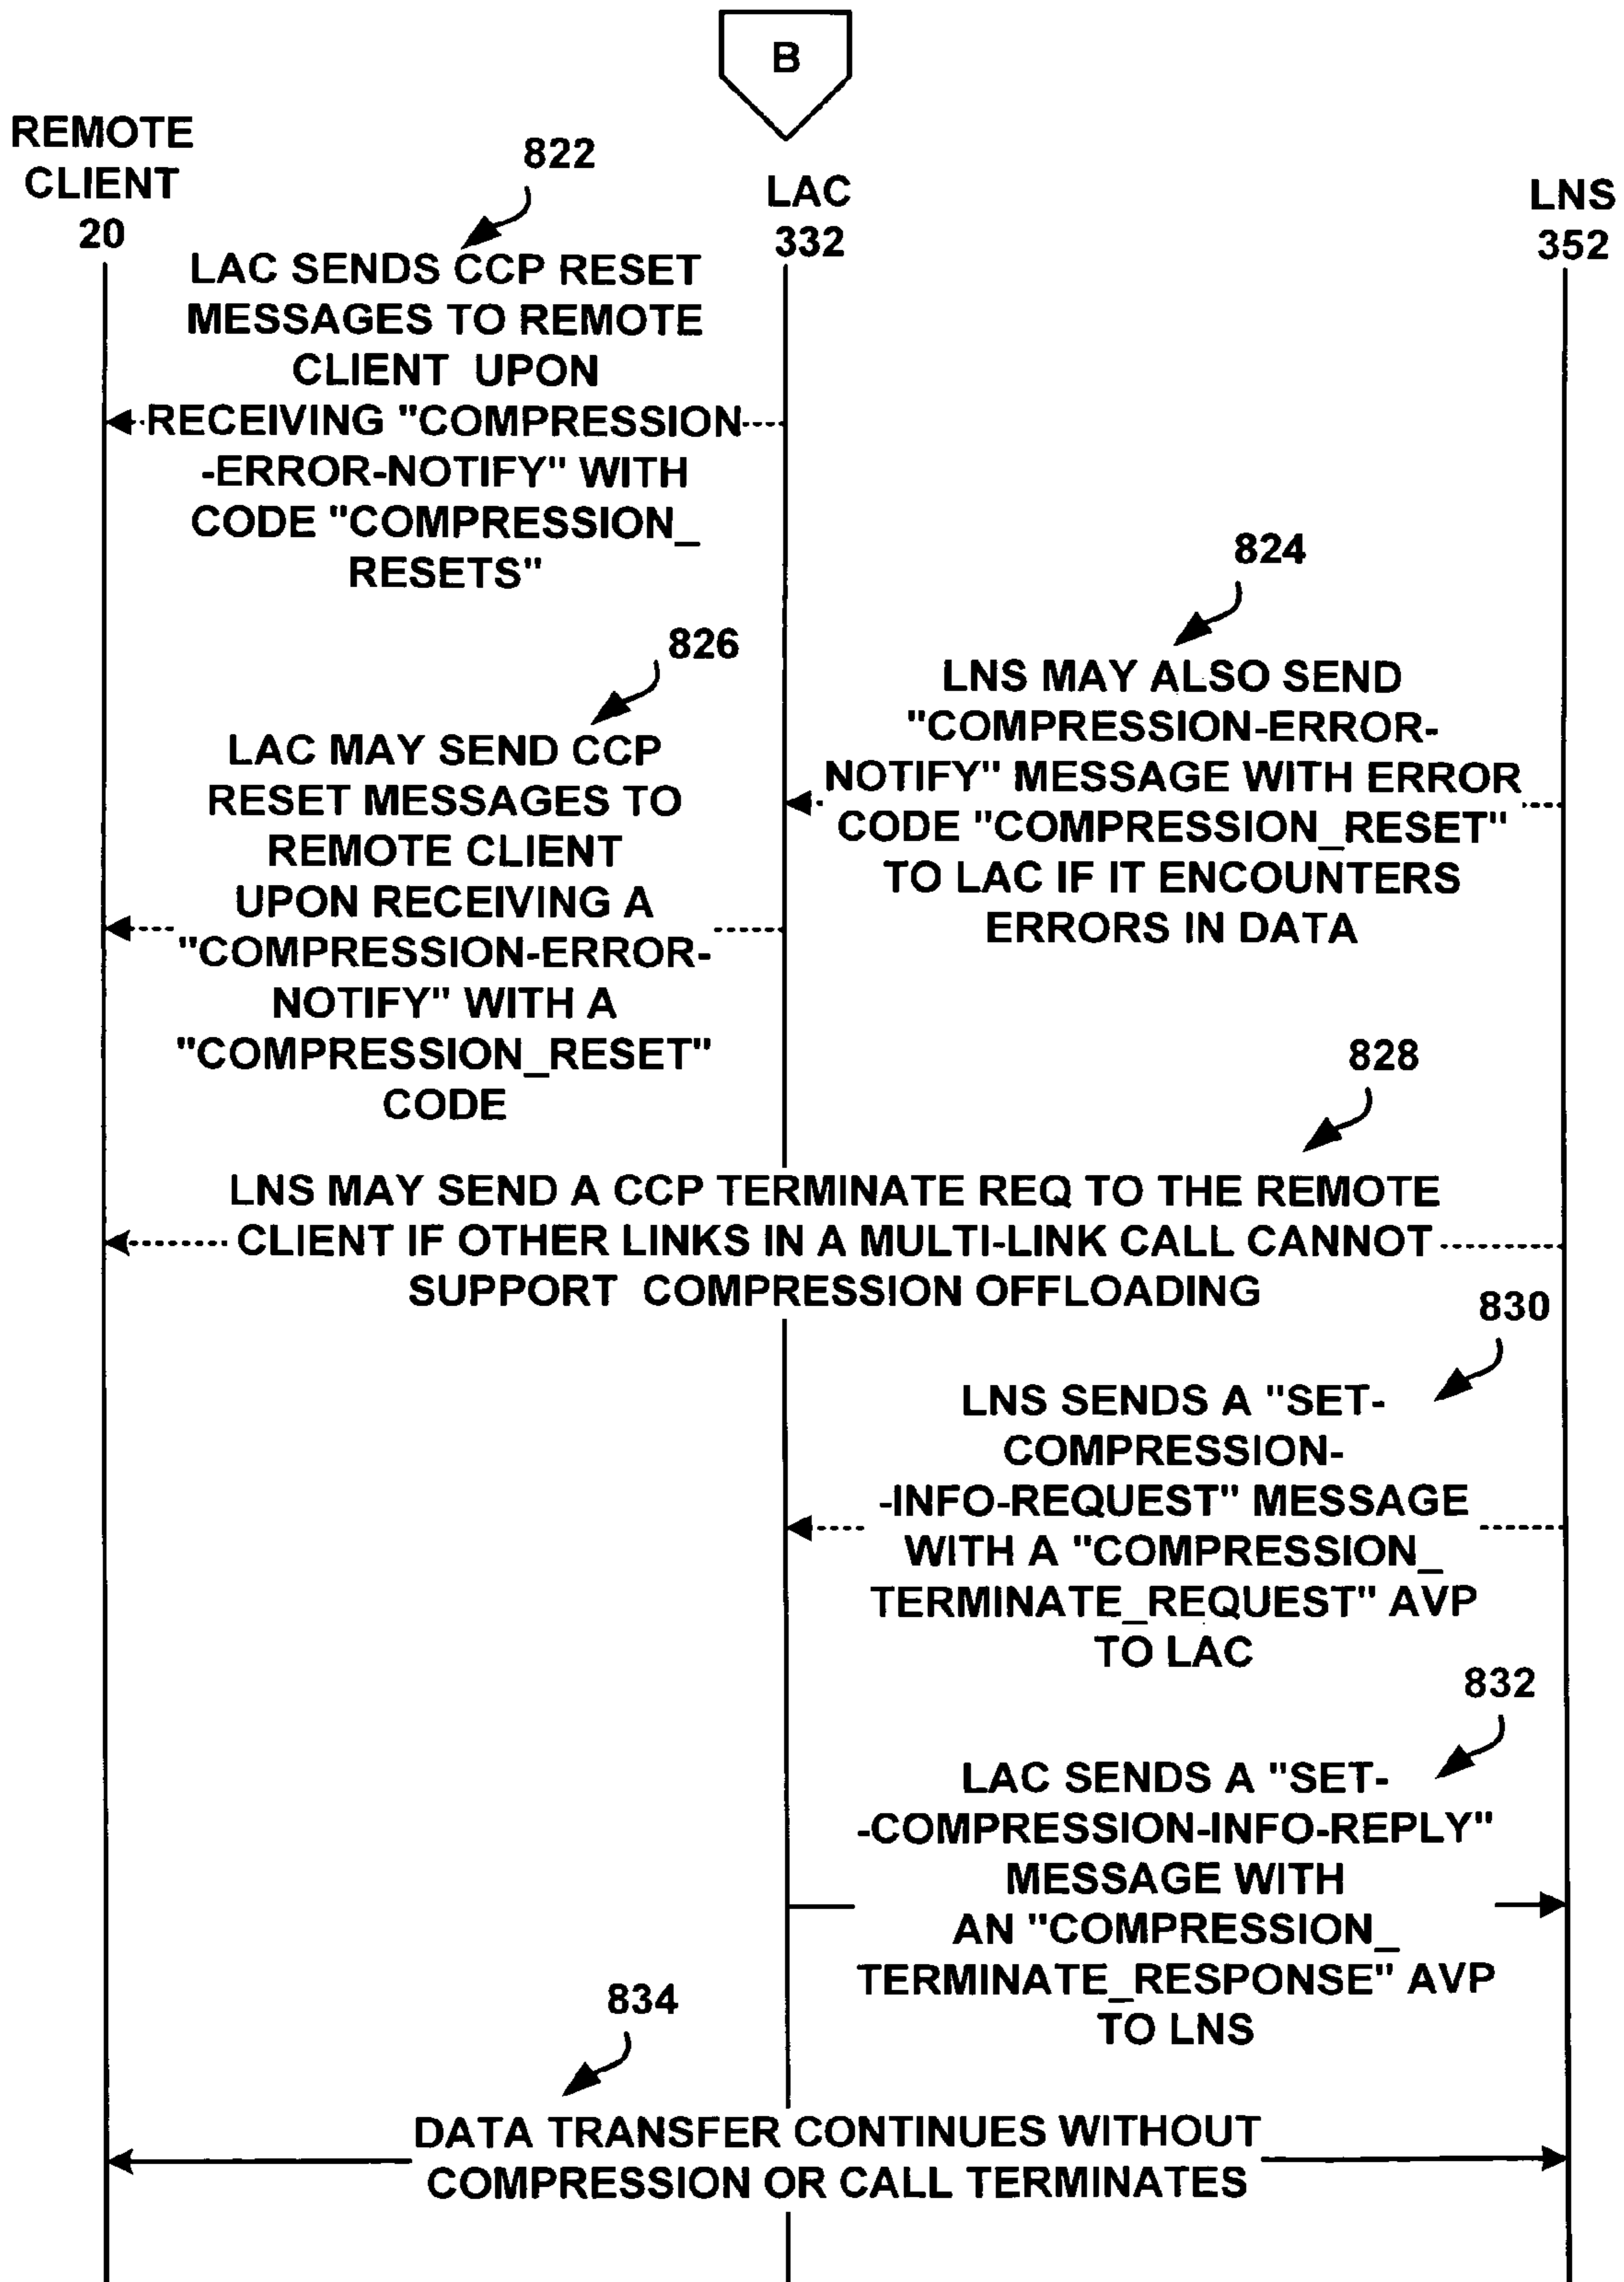 B
REMOTE
CLIENT
20
LAC
332
LNS
352
822
LAC SENDS CCP RESET
MESSAGES TO REMOTE
CLIENT UPON
RECEIVING "COMPRESSION
-ERROR-NOTIFY" WITH
CODE "COMPRESSION_
RESETS"
824
LNS MAY ALSO SEND
"COMPRESSION-ERROR-
NOTIFY" MESSAGE WITH ERROR
CODE "COMPRESSION_RESET"
TO LAC IF IT ENCOUNTERS
ERRORS IN DATA
826
LAC MAY SEND CCP
RESET MESSAGES TO
REMOTE CLIENT
UPON RECEIVING A
"COMPRESSION-ERROR-
NOTIFY" WITH A
"COMPRESSION_RESET"
CODE
828
LNS MAY SEND A CCP TERMINATE REQ TO THE REMOTE
CLIENT IF OTHER LINKS IN A MULTI-LINK CALL CANNOT
SUPPORT COMPRESSION OFFLOADING
830
LNS SENDS A "SET-
COMPRESSION-
-INFO-REQUEST" MESSAGE
WITH A "COMPRESSION_
TERMINATE_REQUEST" AVP
TO LAC
832
LAC SENDS A "SET-
-COMPRESSION-INFO-REPLY"
MESSAGE WITH
AN "COMPRESSION_
TERMINATE_RESPONSE" AVP
TO LNS
834
DATA TRANSFER CONTINUES WITHOUT
COMPRESSION OR CALL TERMINATES